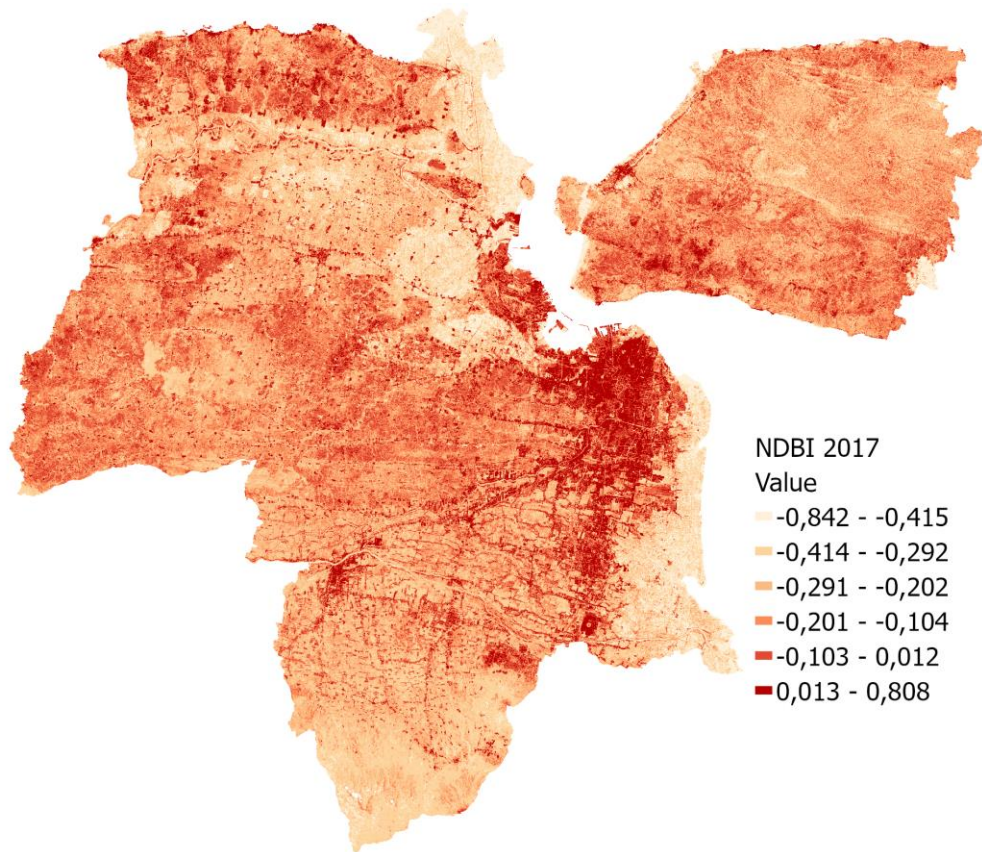 NDBI 2017
Value
-0,842 - -0,415
-0,414 - -0,292
-0,291 - -0,202
-0,201 - -0,104
-0,103 - 0,012
0,013 - 0,808